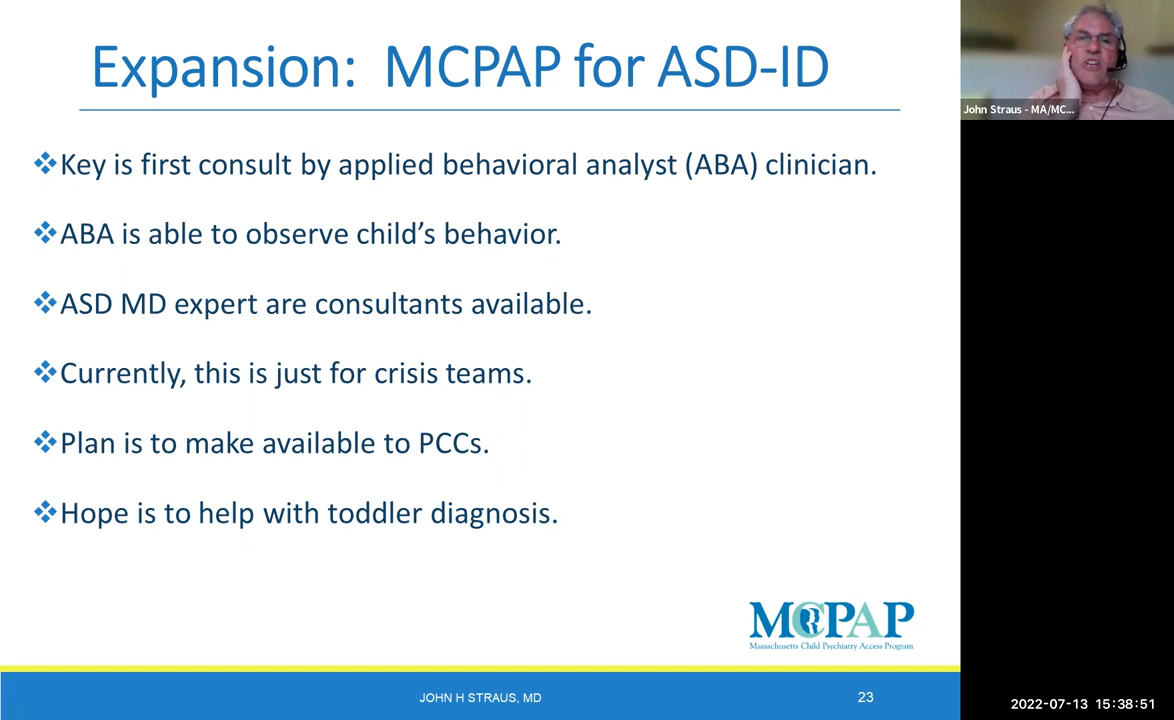 Expansion: MCPAP for ASD-ID
❖Key is first consult by applied behavioral analyst (ABA) clinician.
❖ABA is able to observe child’s behavior.
❖ASD MD expert are consultants available.
❖Currently, this is just for crisis teams.
❖Plan is to make available to PCCs.
❖Hope is to help with toddler diagnosis.
MCPAP
Massachusetts Child Psychiatry Access Program
JOHN H STRAUS, MD
23
John Straus - MA/MC...
2022-07-13 15:38:51